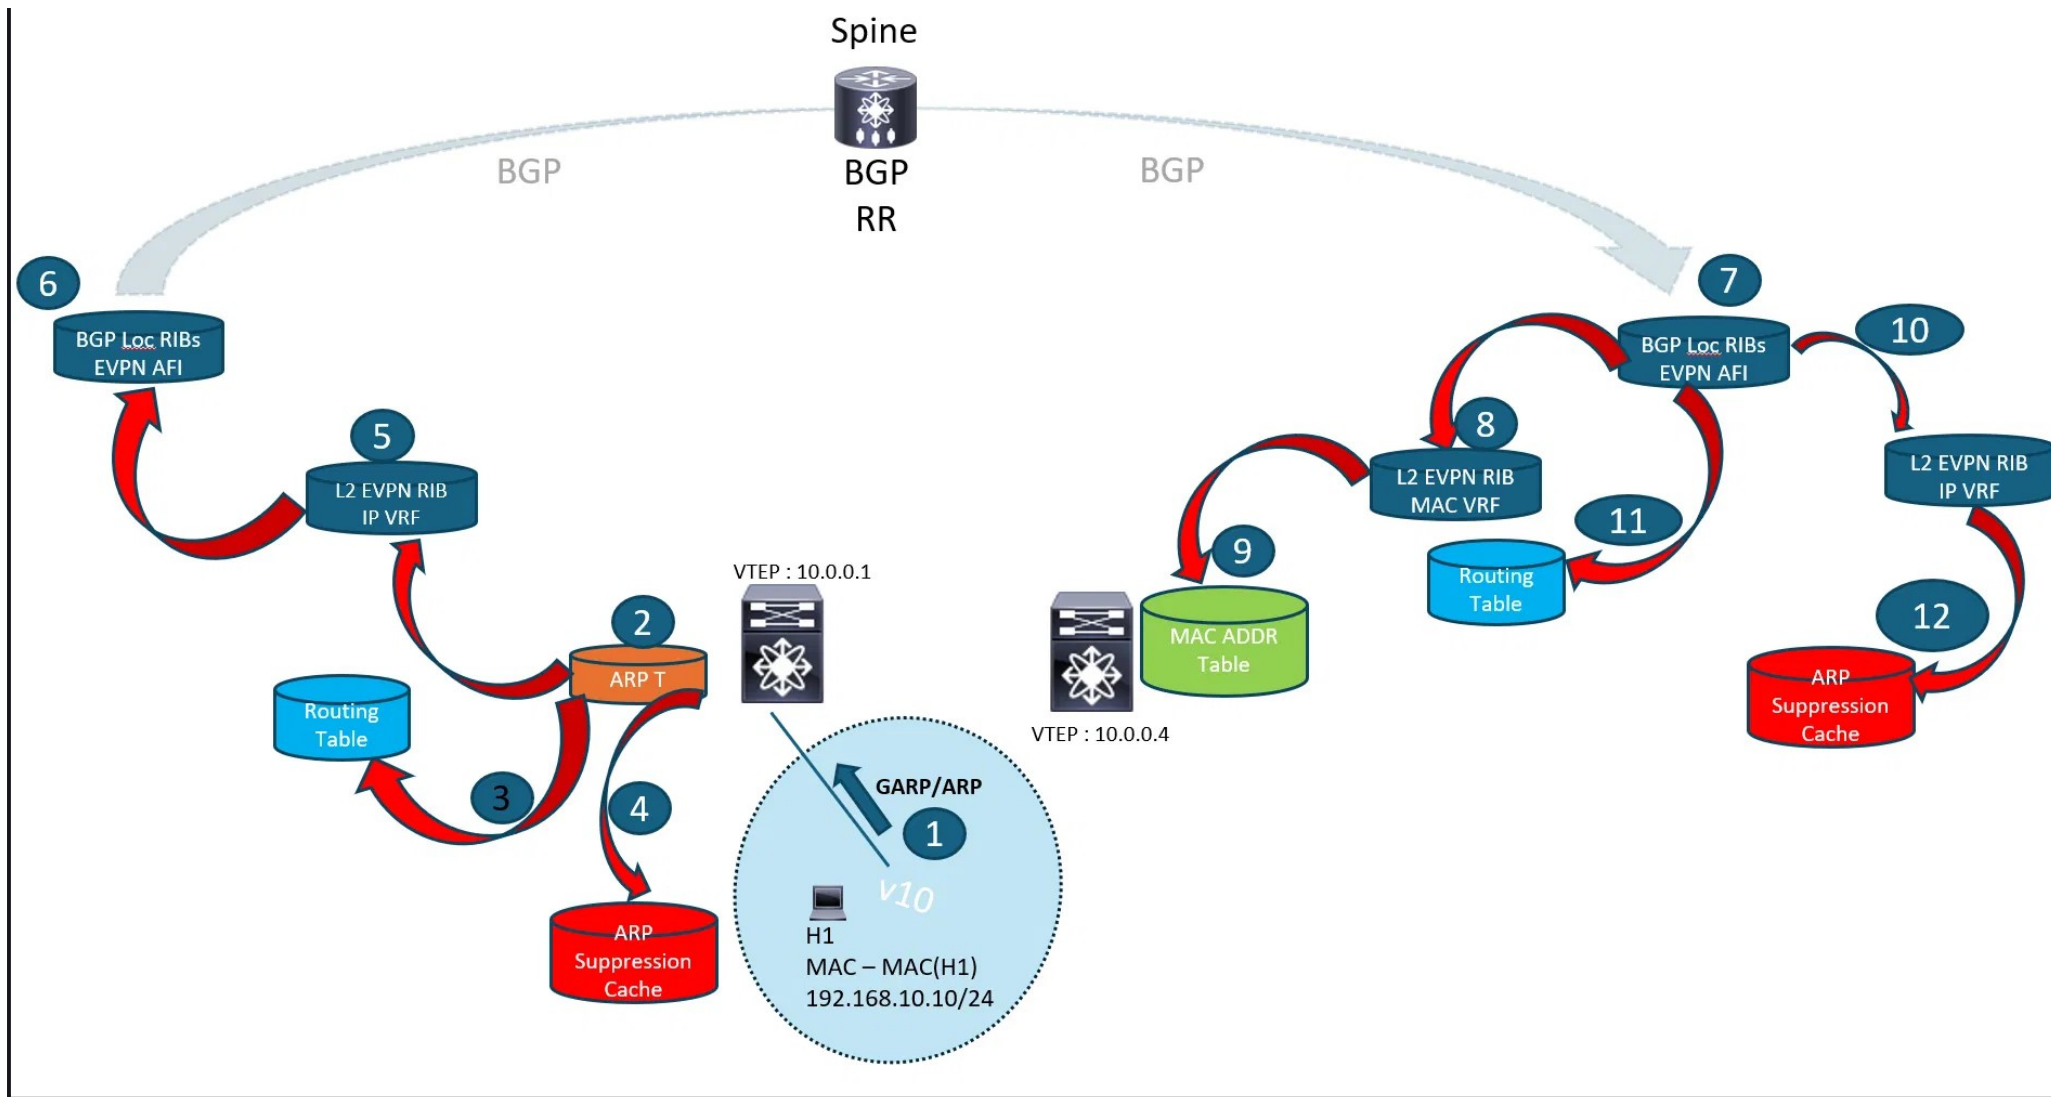 Spine
BGP
RR
BGP
BGP
6
BGP Loc RIBs
EVPN AFI
5
L2 EVPN RIB
IP VRF
2
ARP T
Routing
Table
3
4
ARP
Suppression
Cache
VTEP : 10.0.0.1
GARP/ARP
1
v10
H1
MAC – MAC(H1)
192.168.10.10/24
VTEP : 10.0.0.4
7
BGP Loc RIBs
EVPN AFI
10
8
L2 EVPN RIB
MAC VRF
9
MAC ADDR
Table
11
Routing
Table
L2 EVPN RIB
IP VRF
12
ARP
Suppression
Cache